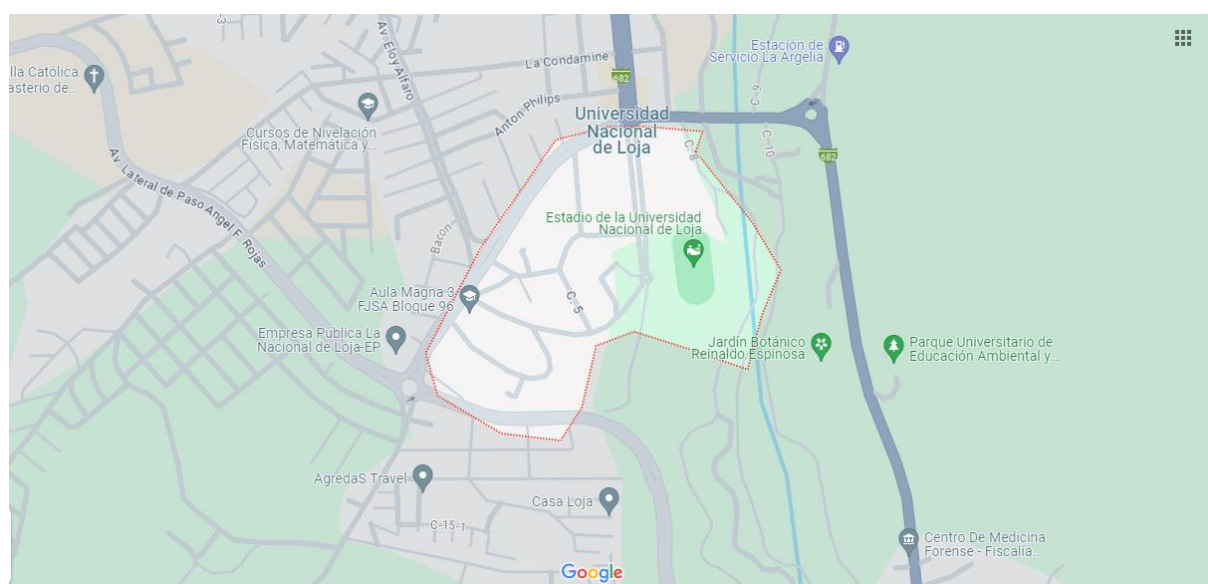 C-3
Av. Eloy Alfaro
La Condamine
682
Estación de
Servicio La Argelia
lla Católica
asterio de...
Anton Philips
Universidad
Nacional
de Loja
C-9
C-10
Cursos de Nivelación
Física, Matemática y...
C-8
682
Av. Lateral de Paso Angel F. Rojas
Estadio de la Universidad
Nacional de Loja
Bacon
Aula Magna 3
FJSA Bloque 96
C-5
Empresa Pública La
Nacional de Loja-EP
Jardín Botánico
Reinaldo Espinosa
Parque Universitario de
Educación Ambiental y...
AgredaS Travel
Casa Loja
C-15-1
Centro De Medicina
Forense - Fiscalía...
Google